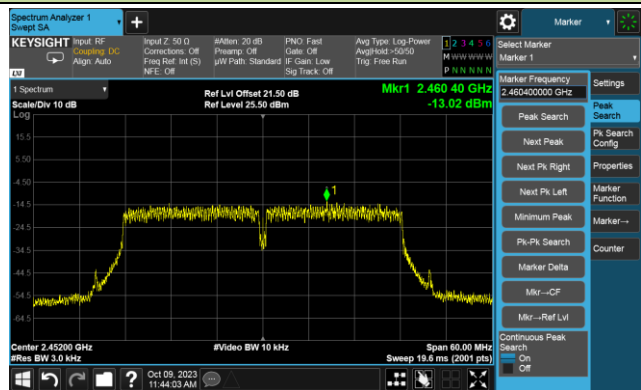 Spectrum Analyzer 1
Swept SA
Marker
KEYSIGHT
Input: RF
Coupling: DC
Align: Auto
Input Z: 50 Ω
Corrections: Off
Freq Ref: Int (S)
NFE: Off
#Atten: 20 dB
Preamp: Off
µW Path: Standard
PNO: Fast
Gate: Off
IF Gain: Low
Sig Track: Off
Avg Type: Log-Power
Avg|Hold:>50/50
Trig: Free Run
1 2 3 4 5 6
M W W W W W
P N N N N N
Select Marker
Marker 1
1 Spectrum
Scale/Div 10 dB
Log
Ref Lvl Offset 21.50 dB
Ref Level 25.50 dBm
Mkr1 2.460 40 GHz
-13.02 dBm
15.5
5.50
-4.50
-14.5
-24.5
-34.5
-44.5
-54.5
-64.5
1
Center 2.45200 GHz
#Res BW 3.0 kHz
#Video BW 10 kHz
Span 60.00 MHz
Sweep 19.6 ms (2001 pts)
Marker Frequency
2.460400000 GHz
Peak Search
Next Peak
Next Pk Right
Next Pk Left
Minimum Peak
Pk-Pk Search
Marker Delta
Mkr→CF
Mkr→Ref Lvl
Continuous Peak
Search
On
Off
Settings
Peak
Search
Pk Search
Config
Properties
Marker
Function
Marker→
Counter
Oct 09, 2023
11:44:03 AM